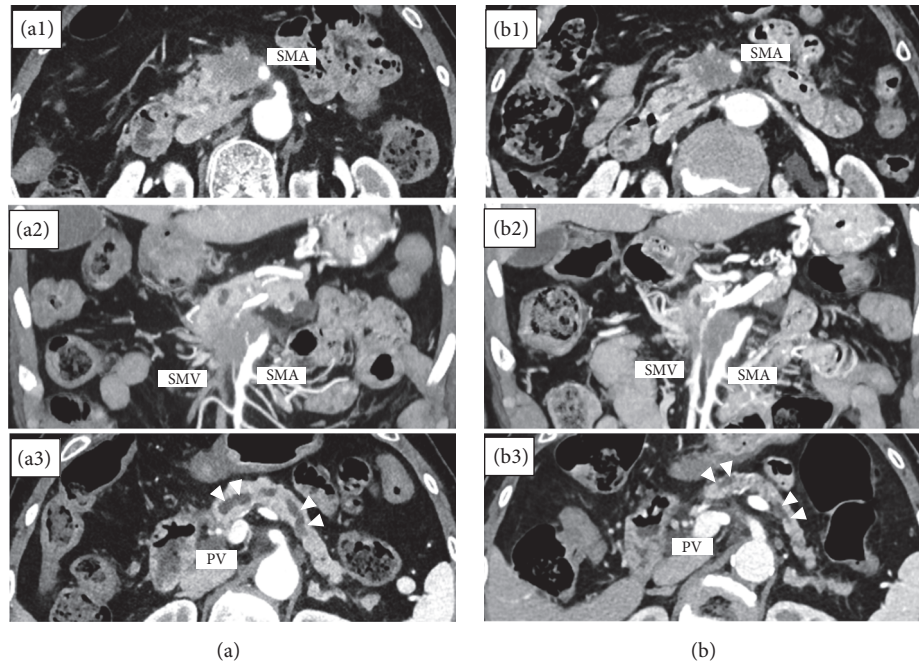 (a1)
SMA
(b1)
SMA
(a2)
SMV
SMA
(b2)
SMV
SMA
(a3)
PV
(b3)
PV
(a)
(b)